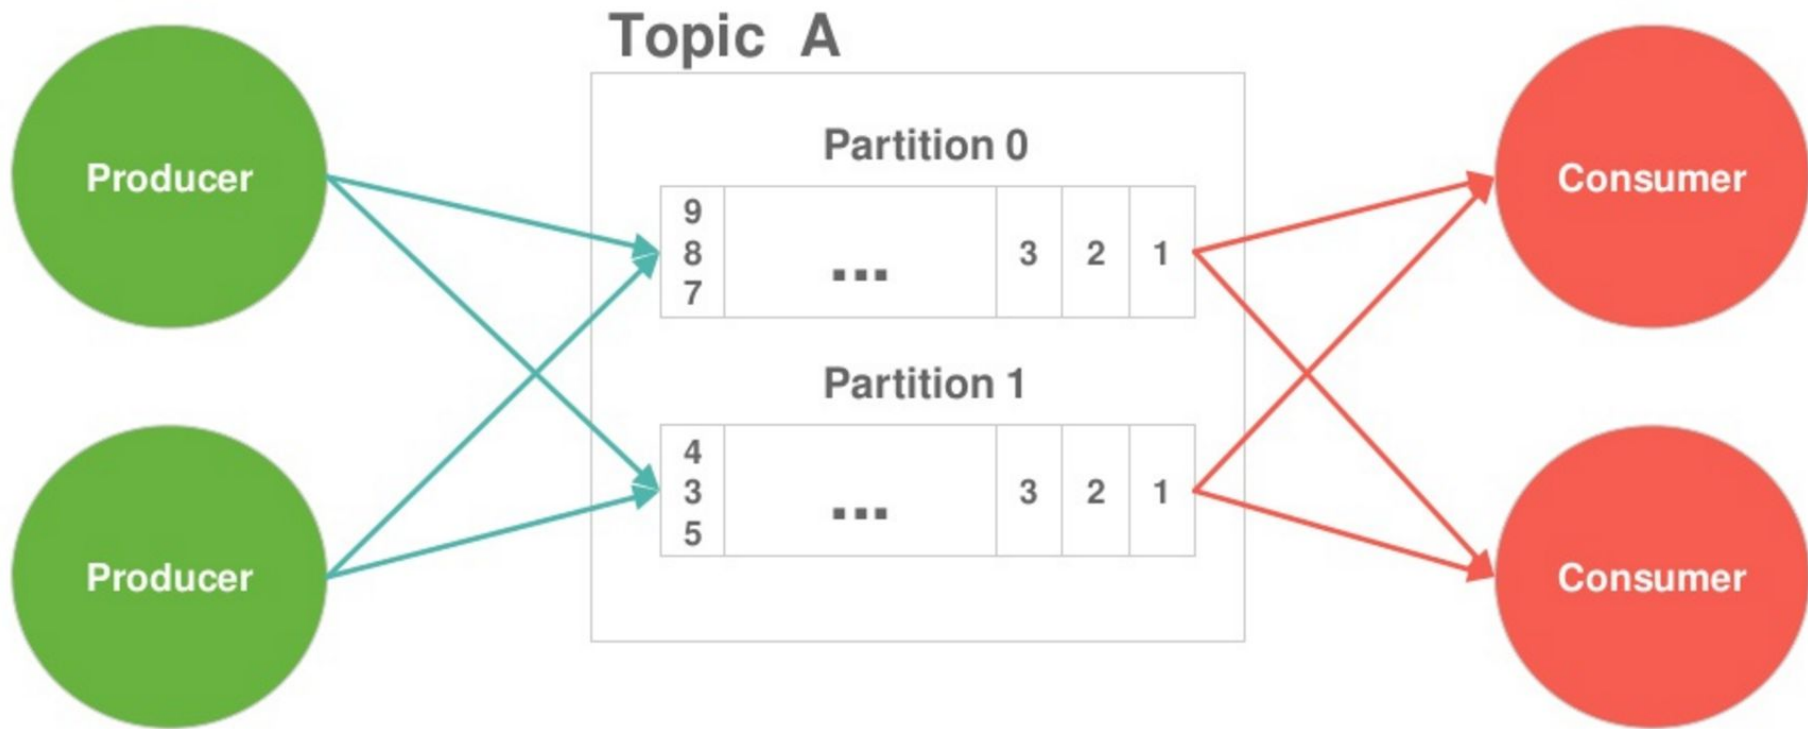 Topic A
Producer
Partition 0
9
8
7
... 3 2 1
Consumer
Partition 1
4
3
5
... 3 2 1
Producer
Consumer